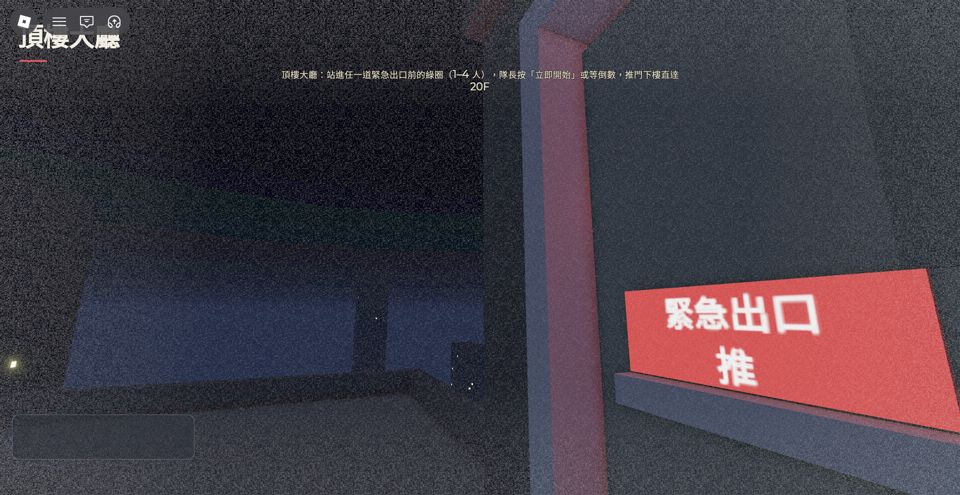 頂樓大廳
頂樓大廳：站進任一道緊急出口前的綠圈（1–4 人），隊長按「立即開始」或等倒數，推門下樓直達
20F
緊急出口
推